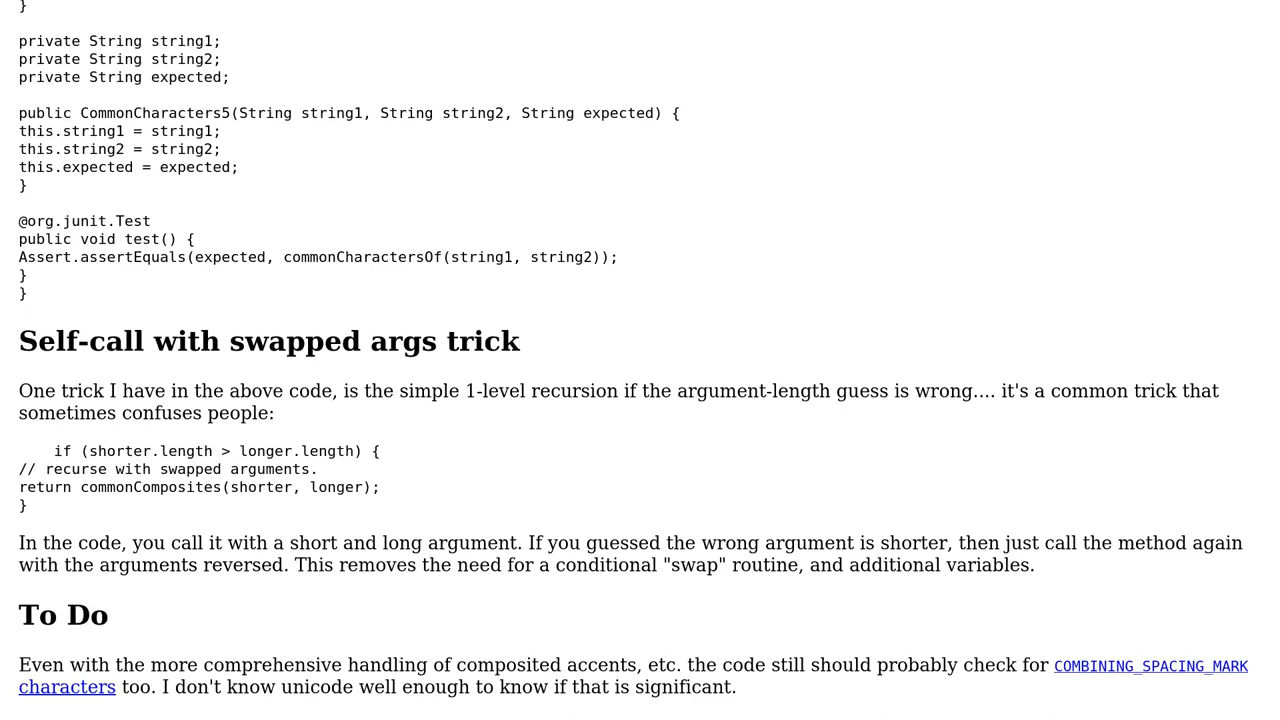 }
private String string1;
private String string2;
private String expected;
public CommonCharacters5(String string1, String string2, String expected) {
this.string1 = string1;
this.string2 = string2;
this.expected = expected;
}
@org.junit.Test
public void test() {
Assert.assertEquals(expected, commonCharactersOf(string1, string2));
}
}
Self-call with swapped args trick
One trick I have in the above code, is the simple 1-level recursion if the argument-length guess is wrong.... it's a common trick that
sometimes confuses people:
if (shorter.length > longer.length) {
// recurse with swapped arguments.
return commonComposites(shorter, longer);
}
In the code, you call it with a short and long argument. If you guessed the wrong argument is shorter, then just call the method again
with the arguments reversed. This removes the need for a conditional "swap" routine, and additional variables.
To Do
Even with the more comprehensive handling of composited accents, etc. the code still should probably check for COMBINING_SPACING_MARK
characters too. I don't know unicode well enough to know if that is significant.